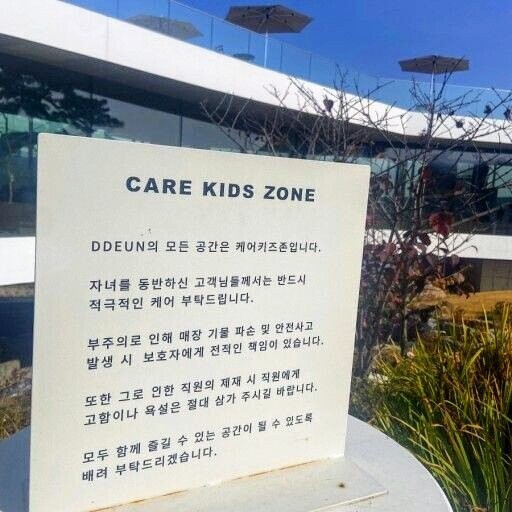 CARE KIDS ZONE
DDEUN의 모든 공간은 케어키즈존입니다.
자녀를 동반하신 고객님들께서는 반드시
적극적인 케어 부탁드립니다.
부주의로 인해 매장 기물 파손 및 안전사고
발생 시 보호자에게 전적인 책임이 있습니다.
또한 그로 인한 직원의 제재 시 직원에게
고함이나 욕설은 절대 삼가 주시길 바랍니다.
모두 함께 즐길 수 있는 공간이 될 수 있도록
배려 부탁드리겠습니다.